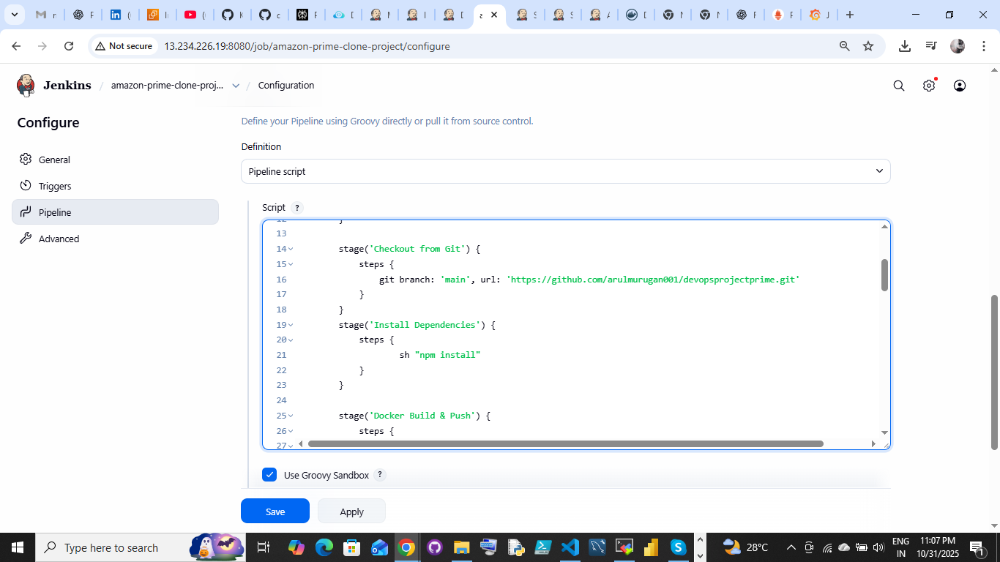 Not secure 13.234.226.19:8080/job/amazon-prime-clone-project/configure
Jenkins / amazon-prime-clone-proj... / Configuration
Configure
General
Triggers
Pipeline
Advanced
Define your Pipeline using Groovy directly or pull it from source control.
Definition
Pipeline script
Script ?
12 }
13
14 stage('Checkout from Git') {
15 steps {
16 git branch: 'main', url: 'https://github.com/arulmurugan001/devopsprojectprime.git'
17 }
18 }
19 stage('Install Dependencies') {
20 steps {
21 sh "npm install"
22 }
23 }
24
25 stage('Docker Build & Push') {
26 steps {
27
Use Groovy Sandbox ?
Save Apply
Type here to search
28°C
ENG
IN
11:07 PM
10/31/2025
1